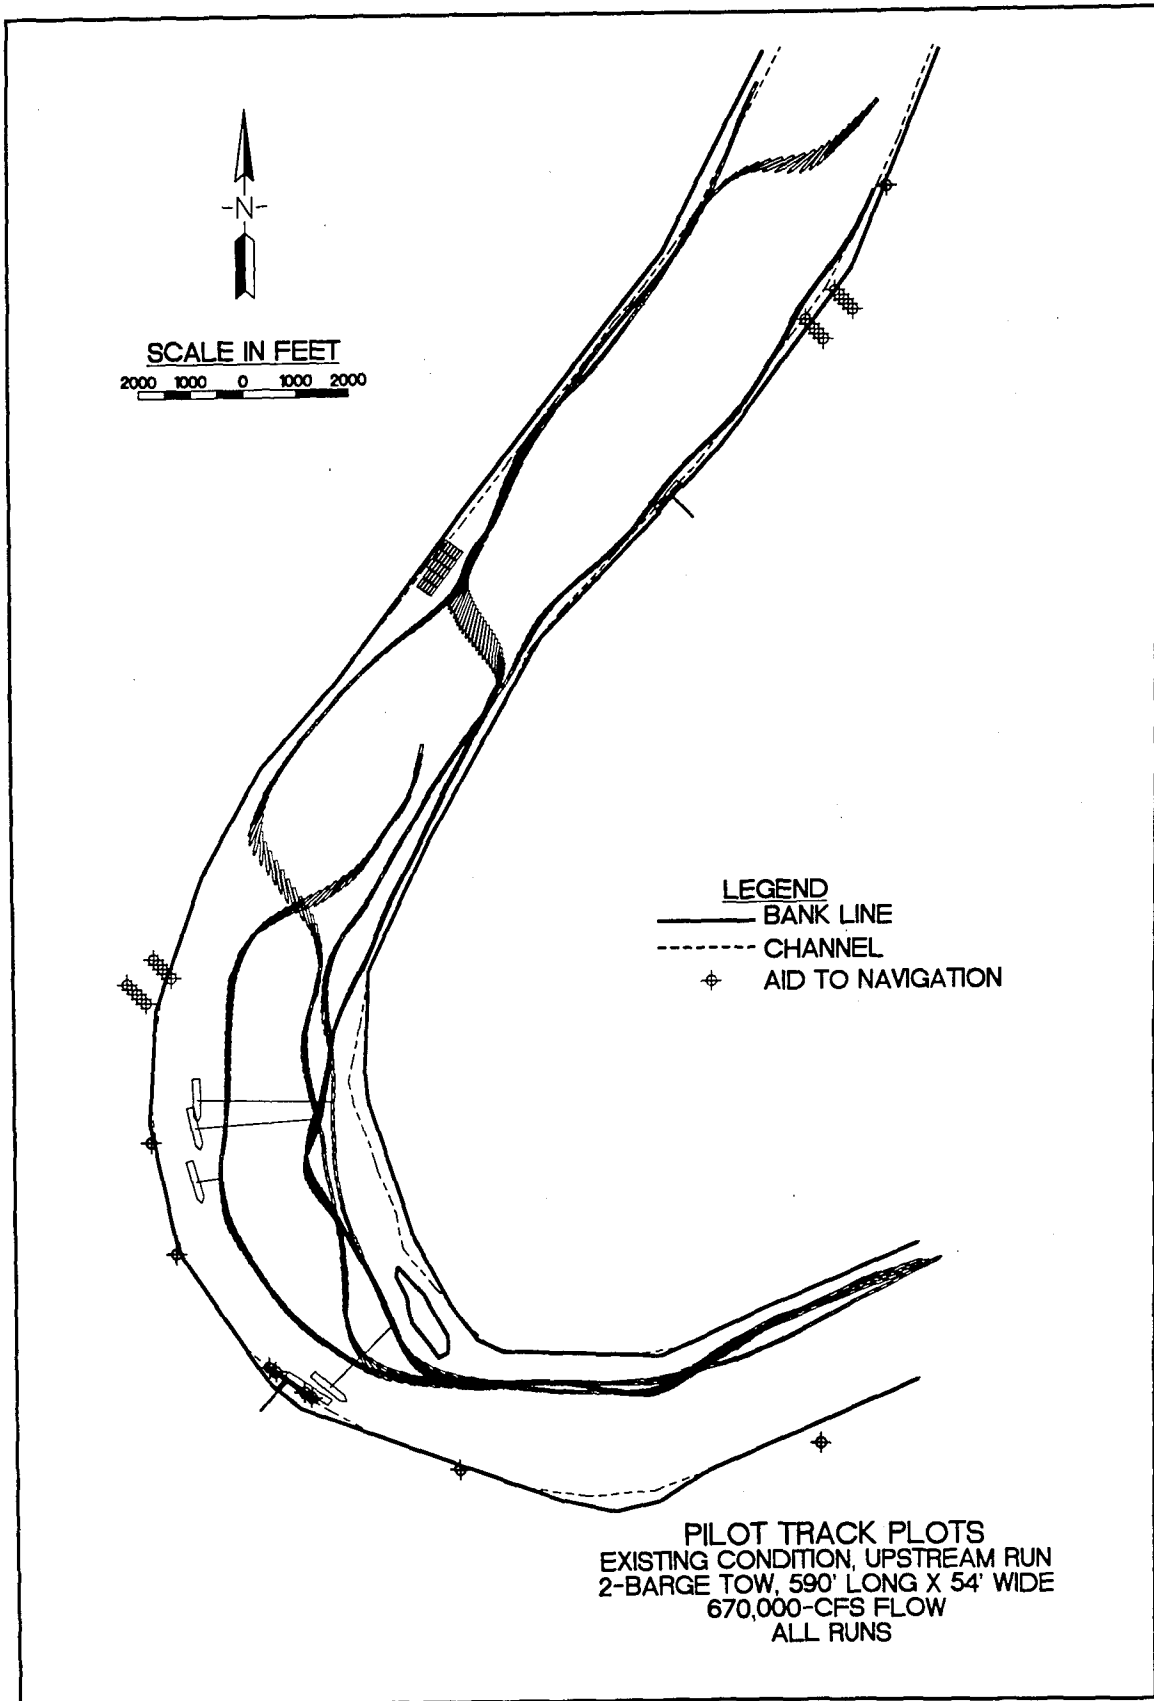 -N-
SCALE IN FEET
2000 1000 0 1000 2000
LEGEND
BANK LINE
CHANNEL
AID TO NAVIGATION
PILOT TRACK PLOTS
EXISTING CONDITION, UPSTREAM RUN
2-BARGE TOW, 590' LONG X 54' WIDE
670,000-CFS FLOW
ALL RUNS